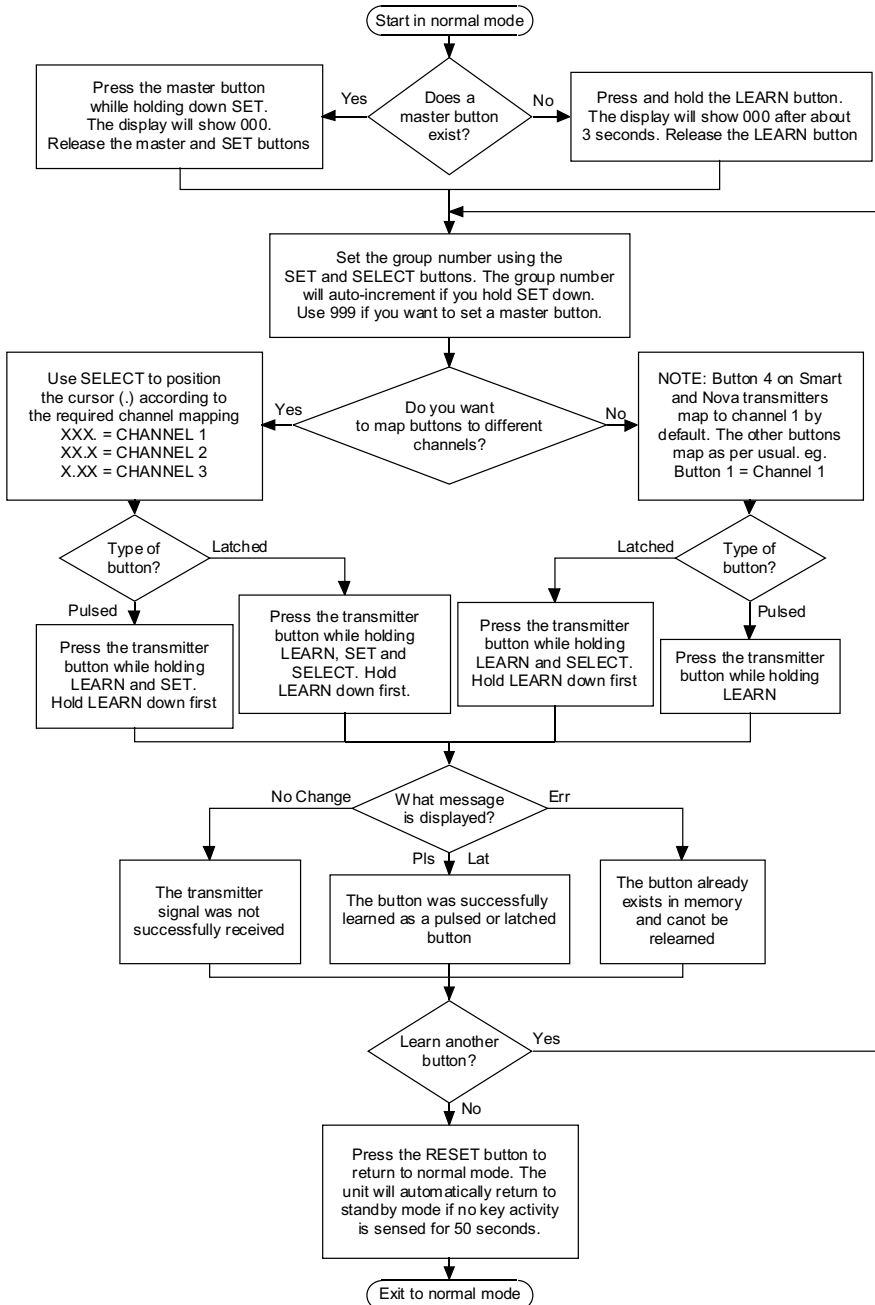 Start in normal mode
Press the master button
whille holding down SET.
The display will show 000.
Release the master and SET buttons
Yes
Does a
master button
exist?
No
Press and hold the LEARN button.
The display will show 000 after about
3 seconds. Release the LEARN button
Set the group number using the
SET and SELECT buttons. The group number
will auto-increment if you hold SET down.
Use 999 if you want to set a master button.
Use SELECT to position
the cursor (.) according to
the required channel mapping
XXX. = CHANNEL 1
XX.X = CHANNEL 2
X.XX = CHANNEL 3
Yes
Do you want
to map buttons to different
channels?
No
NOTE: Button 4 on Smart
and Nova transmitters
map to channel 1 by
default. The other buttons
map as per usual. eg.
Button 1 = Channel 1
Type of
button?
Latched
Pulsed
Latched
Type of
button?
Pulsed
Press the transmitter
button while holding
LEARN and SET.
Hold LEARN down first
Press the transmitter
button while holding
LEARN, SET and
SELECT. Hold
LEARN down first.
Press the transmitter
button while holding
LEARN and SELECT.
Hold LEARN down first
Press the transmitter
button while holding
LEARN
No Change
What message
is displayed?
Err
Pls
Lat
The transmitter
signal was not
successfully received
The button was successfully
learned as a pulsed or latched
button
The button already
exists in memory
and canot be
relearned
Learn another
button?
Yes
No
Press the RESET button to
return to normal mode. The
unit will automatically return to
standby mode if no key activity
is sensed for 50 seconds.
Exit to normal mode